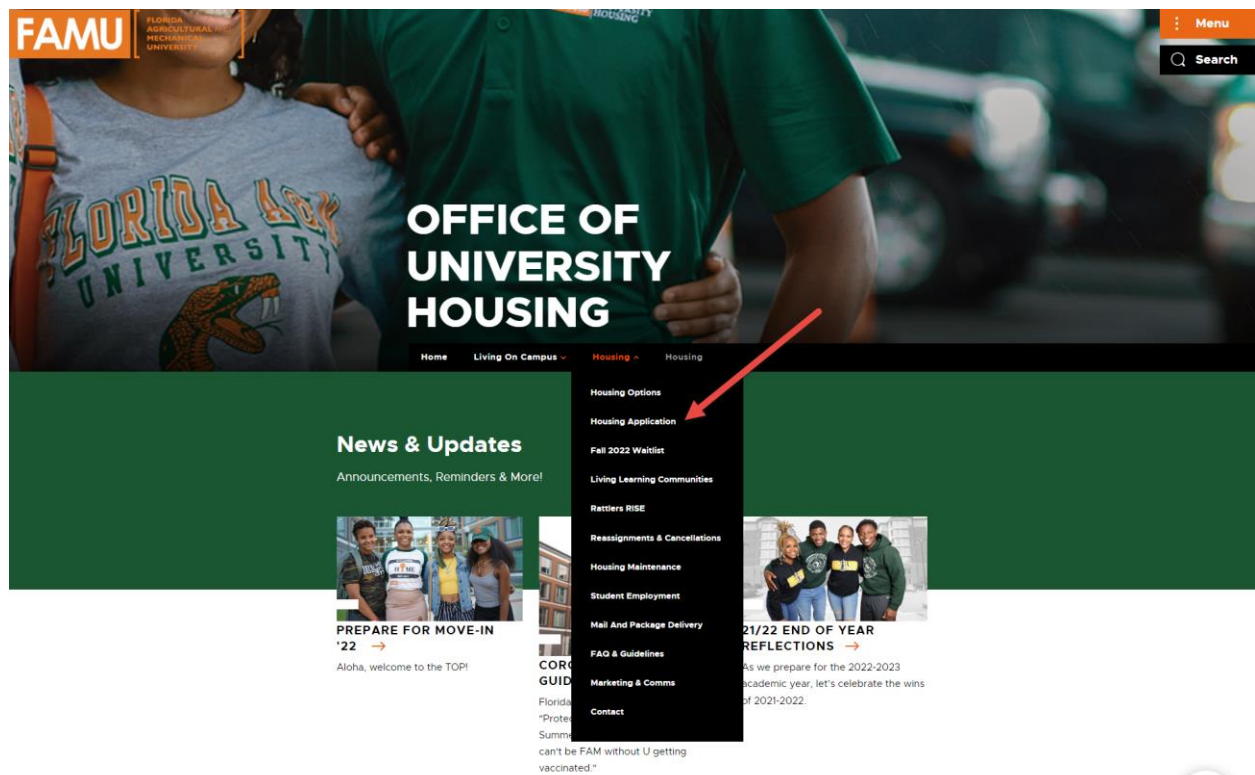 FAMU
FLORIDA
AGRICULTURAL AND
MECHANICAL
UNIVERSITY
HOUSING
Menu
Search
FLORIDA A&M
UNIVERSITY
OFFICE OF
UNIVERSITY
HOUSING
Home Living On Campus Housing Housing
Housing Options
Housing Application
Fall 2022 Waitlist
Living Learning Communities
Rattlers RISE
Reassignments & Cancellations
Housing Maintenance
Student Employment
Mail And Package Delivery
FAQ & Guidelines
Marketing & Comms
Contact
News & Updates
Announcements, Reminders & More!
PREPARE FOR MOVE-IN
'22 →
Aloha, welcome to the TOP!
CORO
GUID
Florida
"Protec
Summe
can't be FAM without U getting
vaccinated."
21/22 END OF YEAR
REFLECTIONS →
As we prepare for the 2022-2023
academic year, let's celebrate the wins
of 2021-2022.